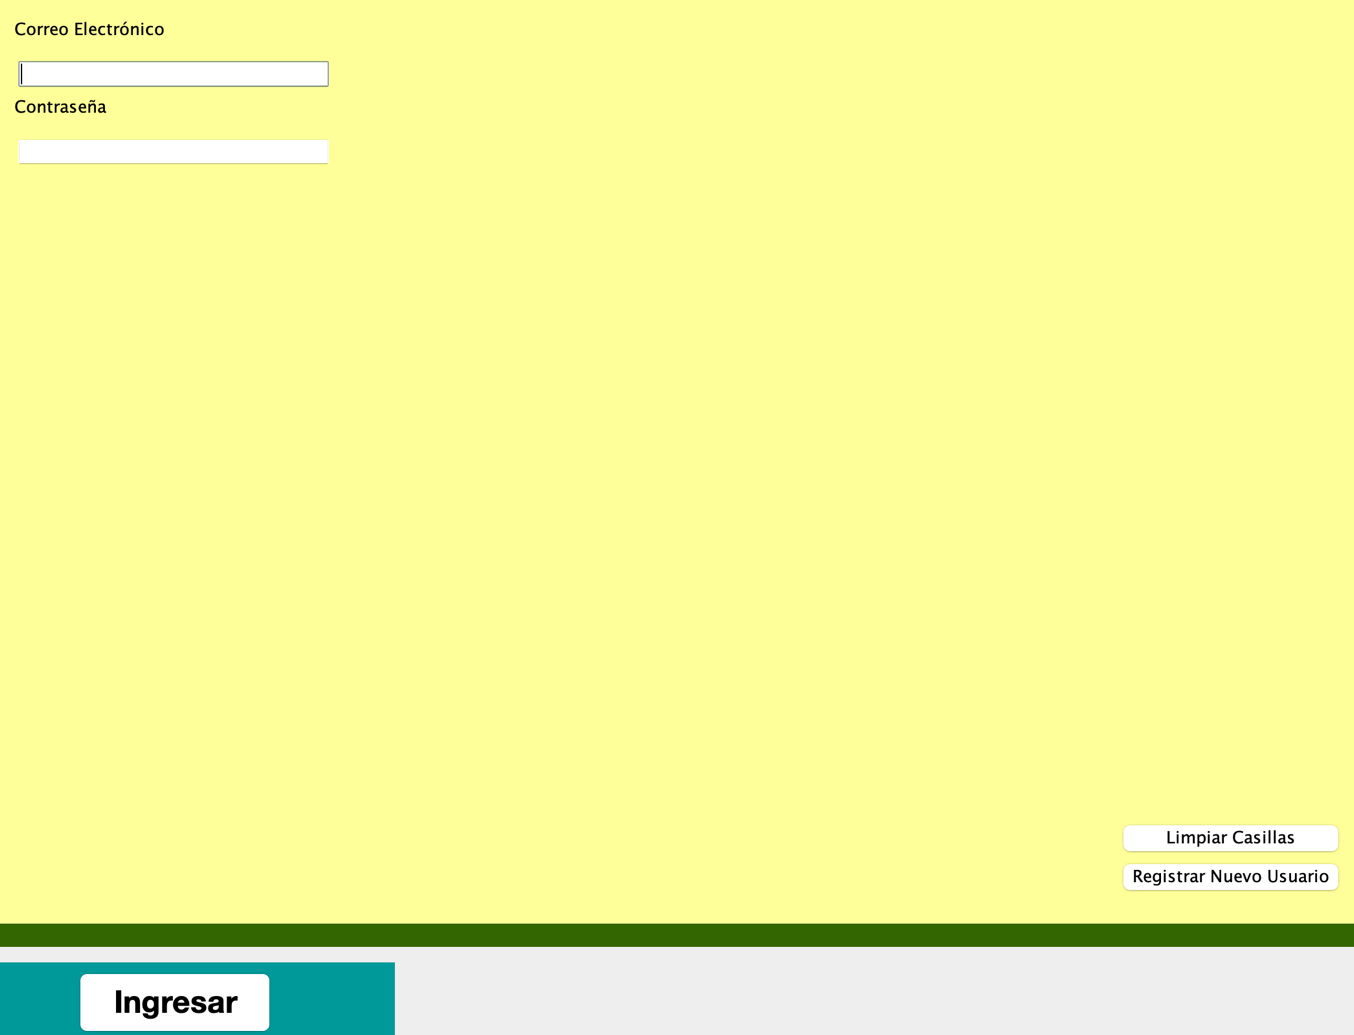 Correo Electrónico
Contraseña
Limpiar Casillas
Registrar Nuevo Usuario
Ingresar